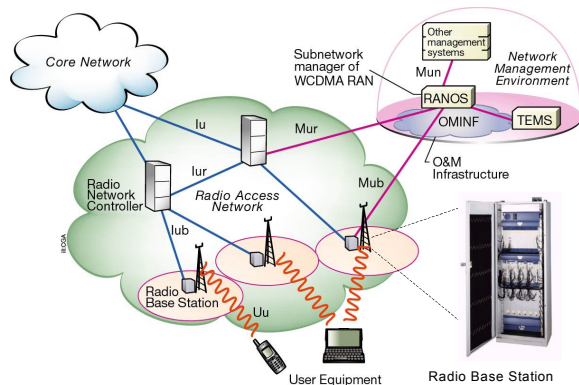 Core Network
Other
management
systems
Subnetwork
manager of
WCDMA RAN
Mun
Network
Management
Environment
RANOS
OMINF
TEMS
O&M
Infrastructure
Iu
Mur
Iur
Radio
Network
Controller
Radio Access
Network
Mub
Iub
Radio
Base Station
Uu
User Equipment
Radio Base Station